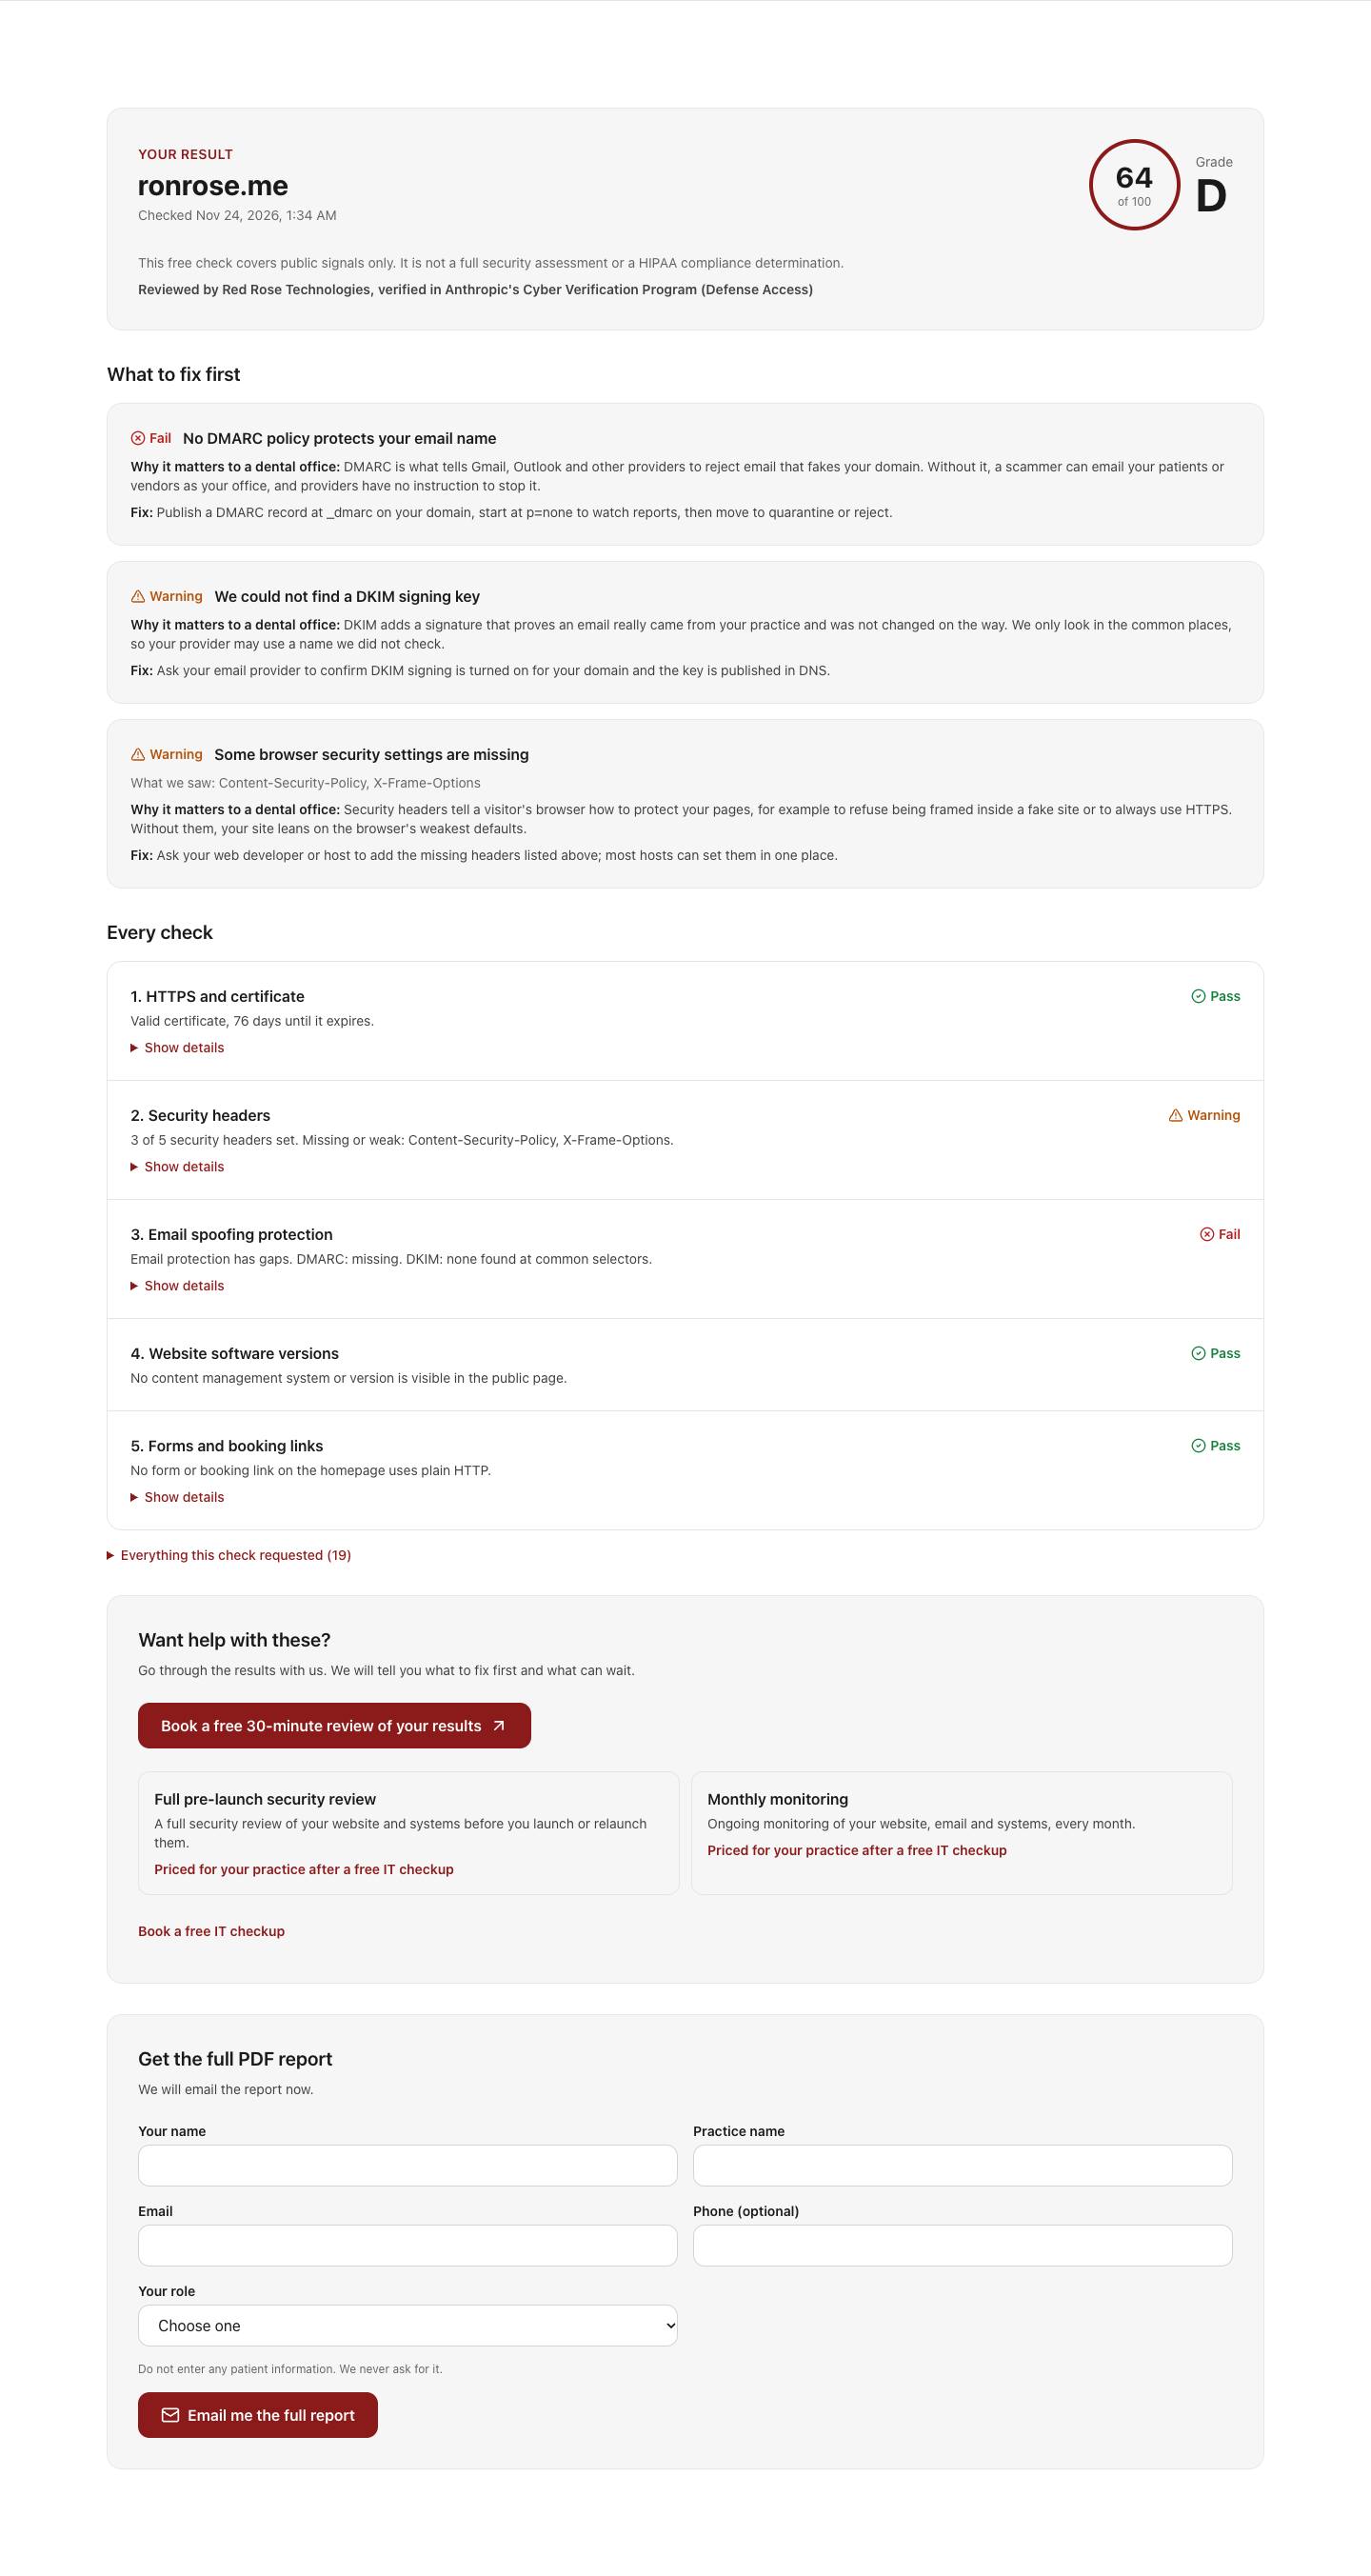 YOUR RESULT
ronrose.me
Checked Nov 24, 2026, 1:34 AM
64
of 100
Grade
D
This free check covers public signals only. It is not a full security assessment or a HIPAA compliance determination.
Reviewed by Red Rose Technologies, verified in Anthropic's Cyber Verification Program (Defense Access)
What to fix first
Fail No DMARC policy protects your email name
Why it matters to a dental office: DMARC is what tells Gmail, Outlook and other providers to reject email that fakes your domain. Without it, a scammer can email your patients or
vendors as your office, and providers have no instruction to stop it.
Fix: Publish a DMARC record at _dmarc on your domain, start at p=none to watch reports, then move to quarantine or reject.
Warning We could not find a DKIM signing key
Why it matters to a dental office: DKIM adds a signature that proves an email really came from your practice and was not changed on the way. We only look in the common places,
so your provider may use a name we did not check.
Fix: Ask your email provider to confirm DKIM signing is turned on for your domain and the key is published in DNS.
Warning Some browser security settings are missing
What we saw: Content-Security-Policy, X-Frame-Options
Why it matters to a dental office: Security headers tell a visitor's browser how to protect your pages, for example to refuse being framed inside a fake site or to always use HTTPS.
Without them, your site leans on the browser's weakest defaults.
Fix: Ask your web developer or host to add the missing headers listed above; most hosts can set them in one place.
Every check
1. HTTPS and certificate
Pass
Valid certificate, 76 days until it expires.
Show details
2. Security headers
Warning
3 of 5 security headers set. Missing or weak: Content-Security-Policy, X-Frame-Options.
Show details
3. Email spoofing protection
Fail
Email protection has gaps. DMARC: missing. DKIM: none found at common selectors.
Show details
4. Website software versions
Pass
No content management system or version is visible in the public page.
5. Forms and booking links
Pass
No form or booking link on the homepage uses plain HTTP.
Show details
Everything this check requested (19)
Want help with these?
Go through the results with us. We will tell you what to fix first and what can wait.
Book a free 30-minute review of your results
Full pre-launch security review
A full security review of your website and systems before you launch or relaunch
them.
Priced for your practice after a free IT checkup
Monthly monitoring
Ongoing monitoring of your website, email and systems, every month.
Priced for your practice after a free IT checkup
Book a free IT checkup
Get the full PDF report
We will email the report now.
Your name
Practice name
Email
Phone (optional)
Your role
Choose one
Do not enter any patient information. We never ask for it.
Email me the full report